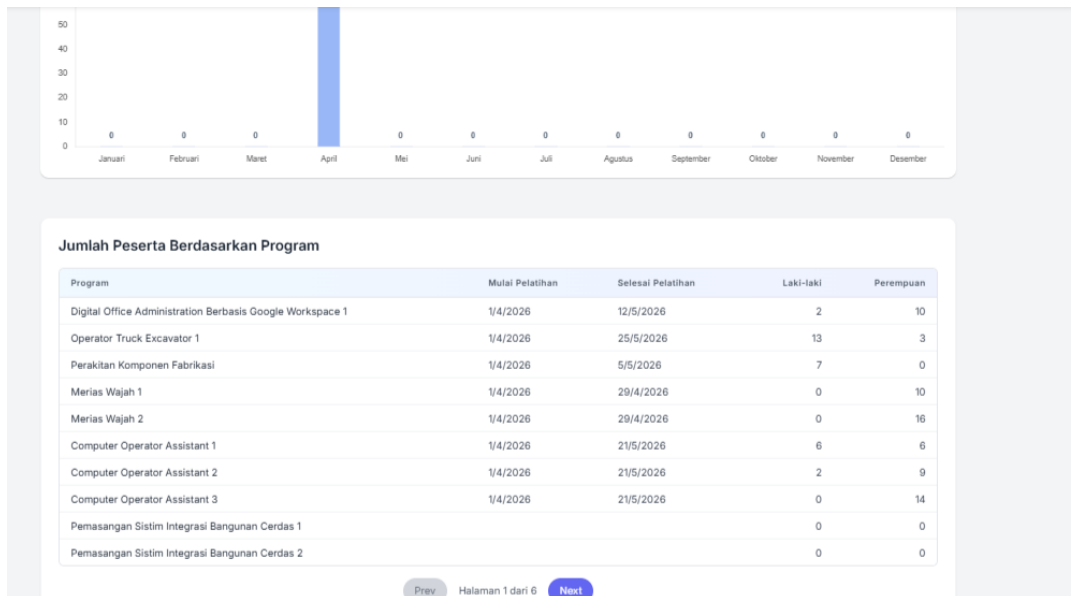 50
40
30
20
10
0
0 0 0 0 0 0 0 0 0 0 0
Januari Februari Maret April Mei Juni Juli Agustus September Oktober November Desember
Jumlah Peserta Berdasarkan Program
Program Mulai Pelatihan Selesai Pelatihan Laki-laki Perempuan
Digital Office Administration Berbasis Google Workspace 1 1/4/2026 12/5/2026 2 10
Operator Truck Excavator 1 1/4/2026 25/5/2026 13 3
Perakitan Komponen Fabrikasi 1/4/2026 5/5/2026 7 0
Merias Wajah 1 1/4/2026 29/4/2026 0 10
Merias Wajah 2 1/4/2026 29/4/2026 0 16
Computer Operator Assistant 1 1/4/2026 21/5/2026 6 6
Computer Operator Assistant 2 1/4/2026 21/5/2026 2 9
Computer Operator Assistant 3 1/4/2026 21/5/2026 0 14
Pemasangan Sistim Integrasi Bangunan Cerdas 1 0 0
Pemasangan Sistim Integrasi Bangunan Cerdas 2 0 0
Prev Halaman 1 dari 6 Next